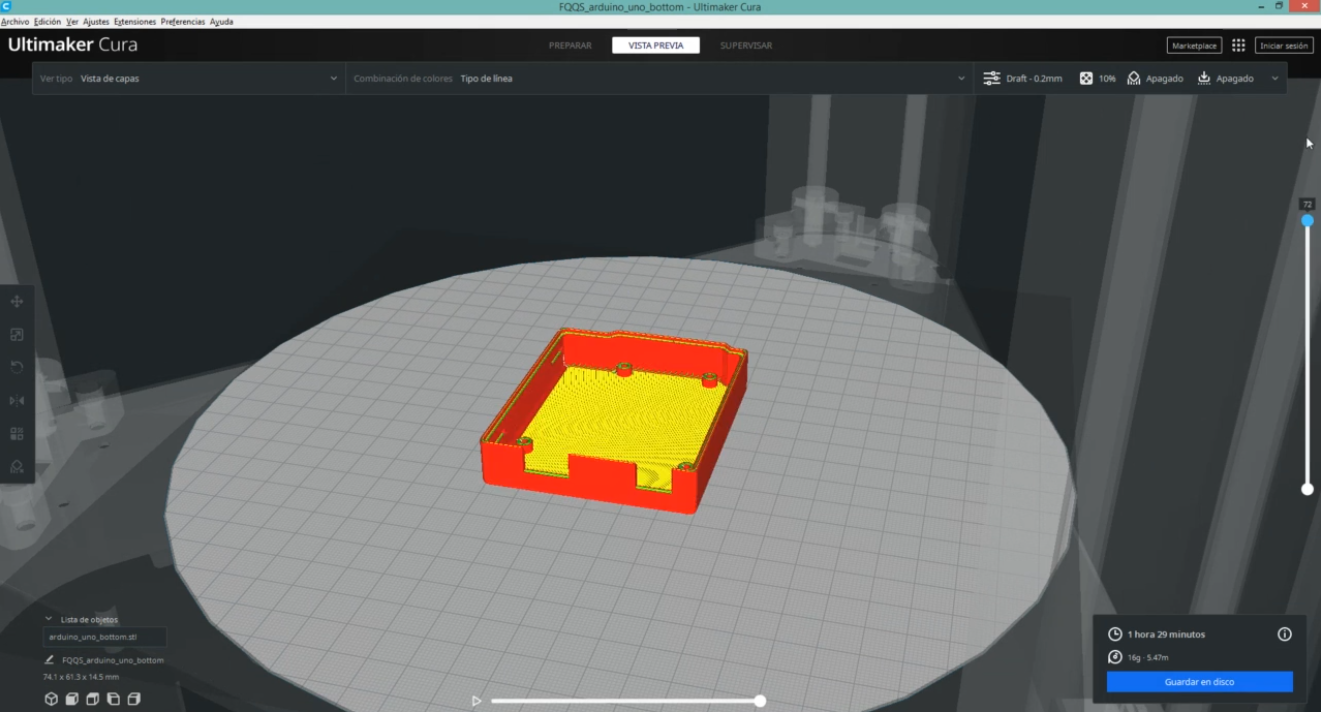 FQQS_arduino_uno_bottom - Ultimaker Cura
Archivo Edición Ver Ajustes Extensiones Preferencias Ayuda
Ultimaker Cura
PREPARAR VISTA PREVIA SUPERVISAR
Marketplace Iniciar sesión
Ver tipo Vista de capas Combinación de colores Tipo de línea Draft - 0.2mm 10% Apagado Apagado
72
Lista de objetos
arduino_uno_bottom.stl
FQQS_arduino_uno_bottom
74.1 x 61.3 x 14.5 mm
1 hora 29 minutos
16g · 5.47m
Guardar en disco